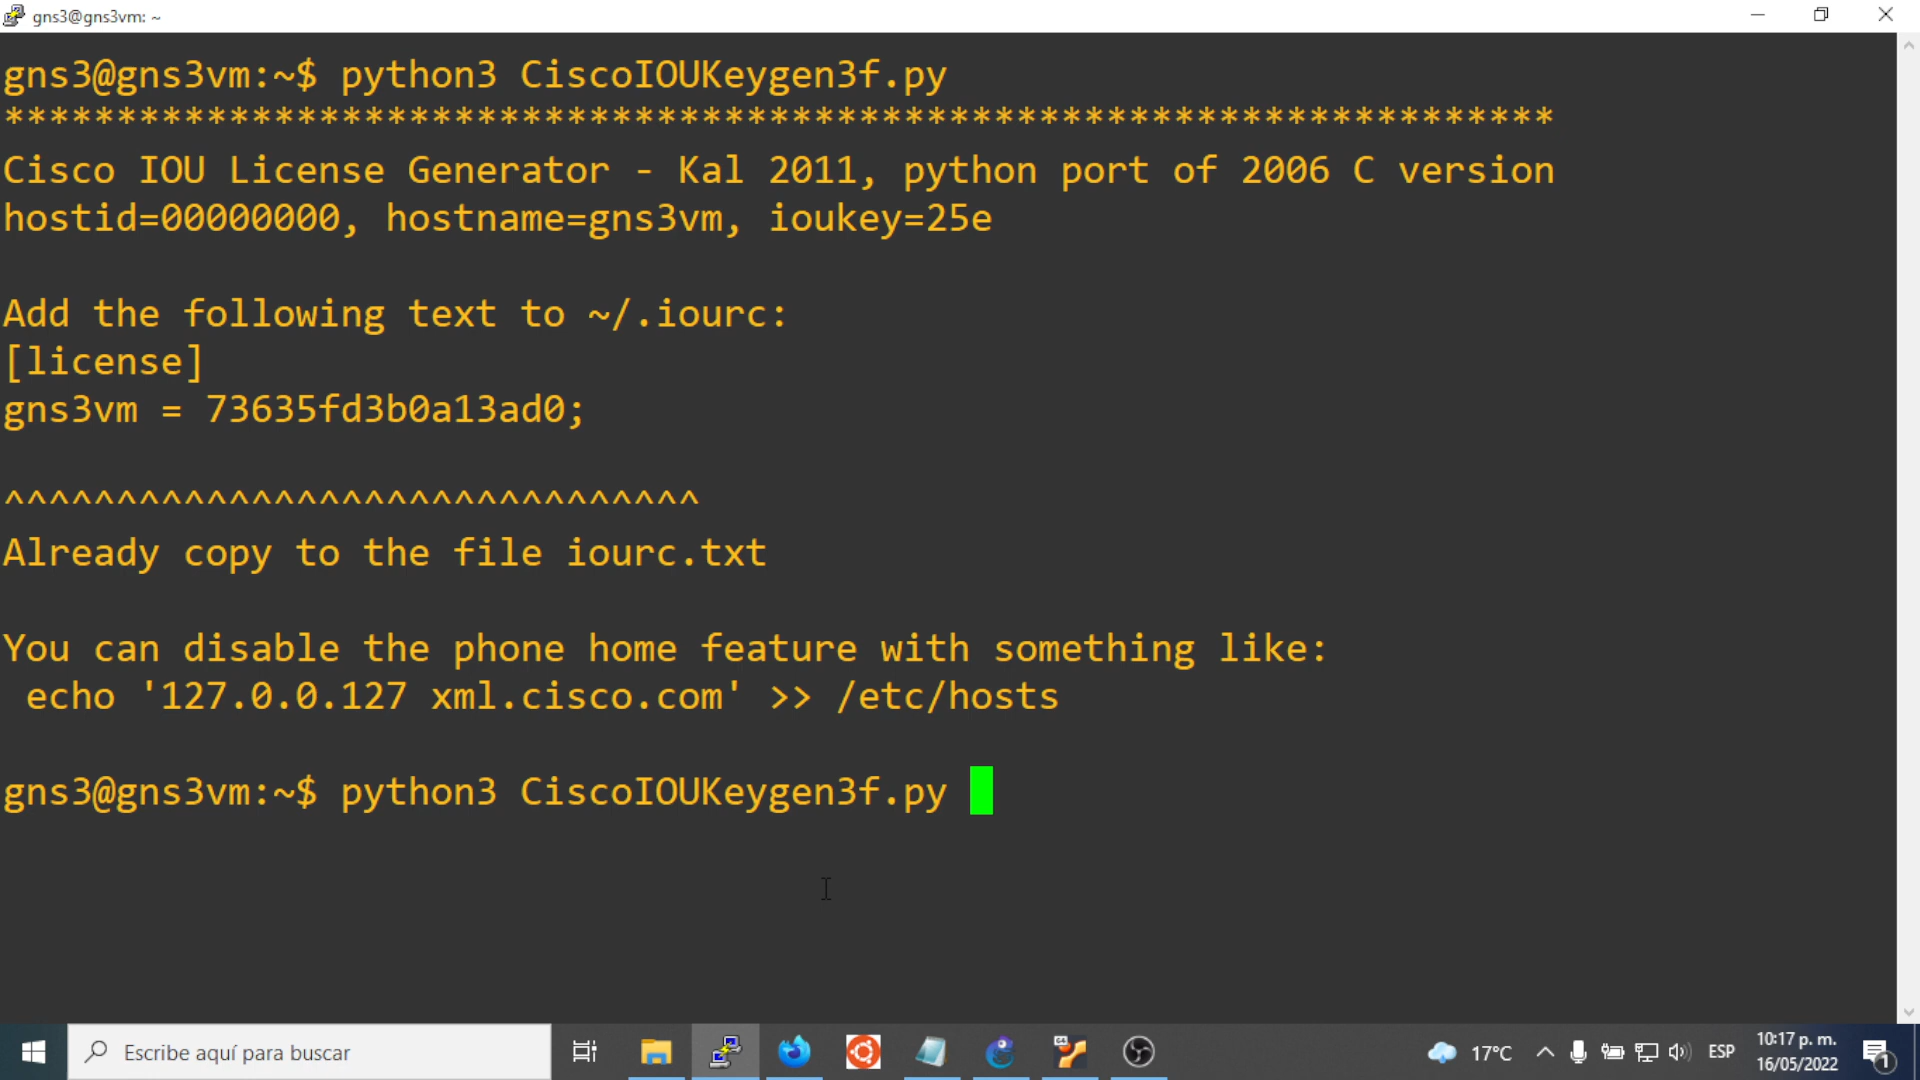 gns3@gns3vm: ~
gns3@gns3vm:~$ python3 CiscoIOUKeygen3f.py
*********************************************************************
Cisco IOU License Generator - Kal 2011, python port of 2006 C version
hostid=00000000, hostname=gns3vm, ioukey=25e
Add the following text to ~/.iourc:
[license]
gns3vm = 73635fd3b0a13ad0;
^^^^^^^^^^^^^^^^^^^^^^^^^^^^^^^
Already copy to the file iourc.txt
You can disable the phone home feature with something like:
 echo '127.0.0.127 xml.cisco.com' >> /etc/hosts
gns3@gns3vm:~$ python3 CiscoIOUKeygen3f.py
Escribe aquí para buscar
17°C
ESP
10:17 p. m.
16/05/2022
1